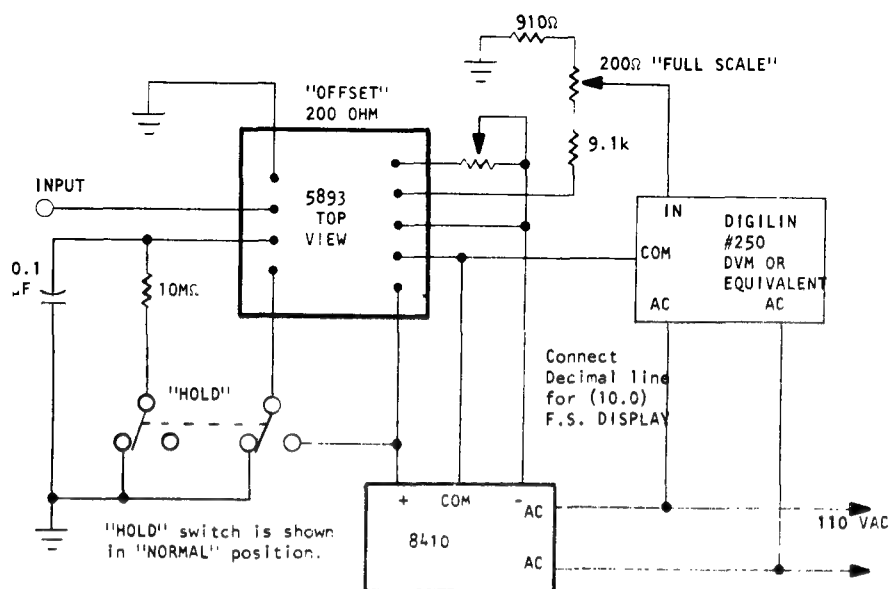 910Ω
200Ω "FULL SCALE"
"OFFSET"
200 OHM
9.1k
INPUT
5893
TOP
VIEW
IN
DIGILIN
#250
DVM OR
EQUIVALENT
COM
AC
AC
0.1
μF
10MΩ
"HOLD"
Connect
Decimal line
for (10.0)
F.S. DISPLAY
+
COM
-
AC
8410
AC
110 VAC
"HOLD" switch is shown
in "NORMAL" position.